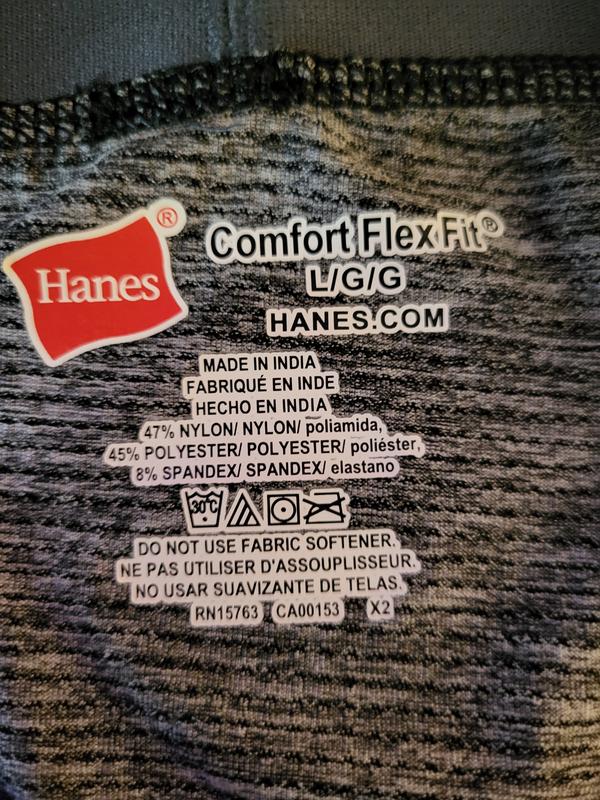 Hanes®
Comfort Flex Fit®
L/G/G
HANES.COM
MADE IN INDIA
FABRIQUÉ EN INDE
HECHO EN INDIA
47% NYLON/ NYLON/ poliamida,
45% POLYESTER/ POLYESTER/ poliéster,
8% SPANDEX/ SPANDEX/ elastano
30°C
DO NOT USE FABRIC SOFTENER.
NE PAS UTILISER D'ASSOUPLISSEUR.
NO USAR SUAVIZANTE DE TELAS.
RN15763 CA00153 X2